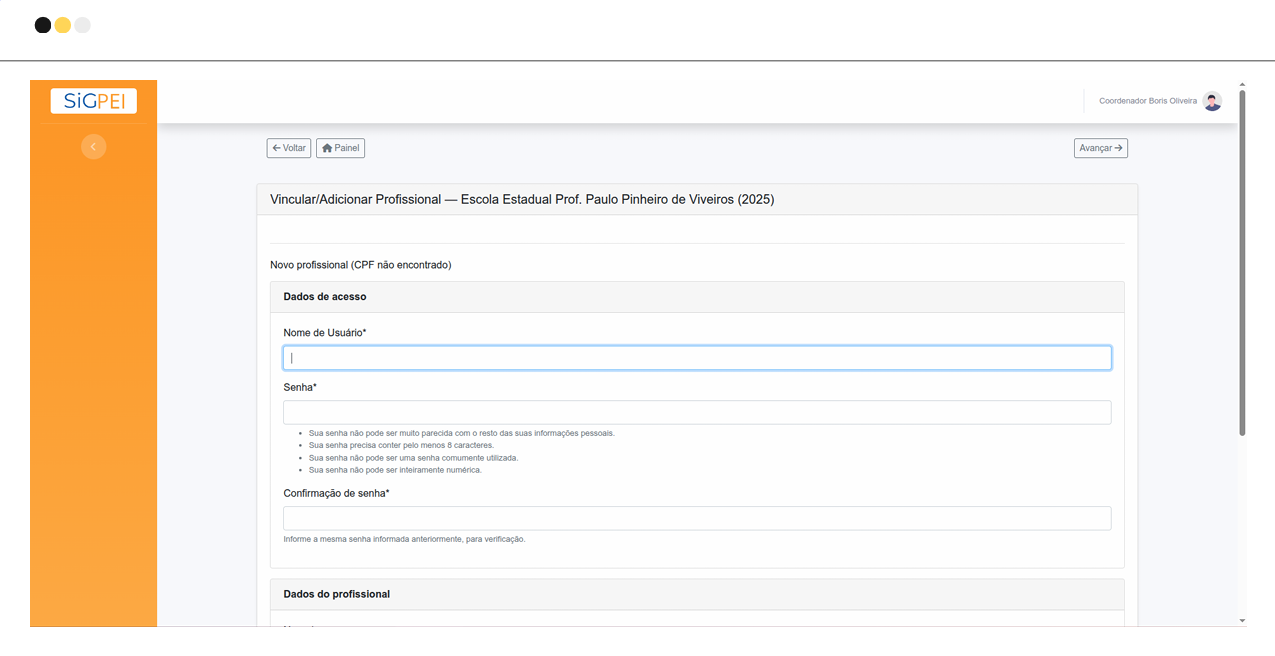 SiGPEI
Coordenador Boris Oliveira
Voltar
Painel
Avançar
Vincular/Adicionar Profissional — Escola Estadual Prof. Paulo Pinheiro de Viveiros (2025)
Novo profissional (CPF não encontrado)
Dados de acesso
Nome de Usuário*
Senha*
Sua senha não pode ser muito parecida com o resto das suas informações pessoais.
Sua senha precisa conter pelo menos 8 caracteres.
Sua senha não pode ser uma senha comumente utilizada.
Sua senha não pode ser inteiramente numérica.
Confirmação de senha*
Informe a mesma senha informada anteriormente, para verificação.
Dados do profissional